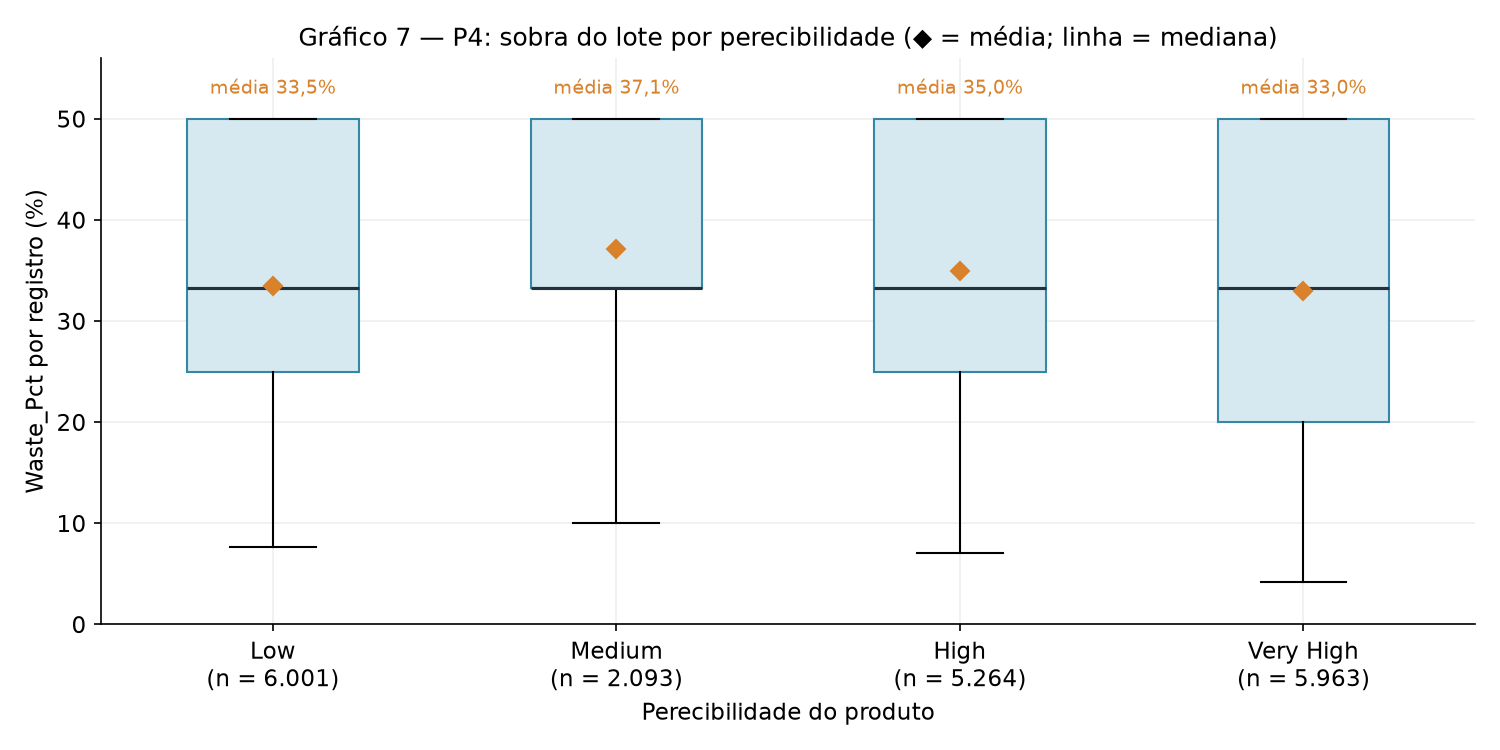 Gráfico 7 — P4: sobra do lote por perecibilidade (◆ = média; linha = mediana)
média 33,5%
média 37,1%
média 35,0%
média 33,0%
Waste_Pct por registro (%)
50
40
30
20
10
0
Low
(n = 6.001)
Medium
(n = 2.093)
High
(n = 5.264)
Very High
(n = 5.963)
Perecibilidade do produto